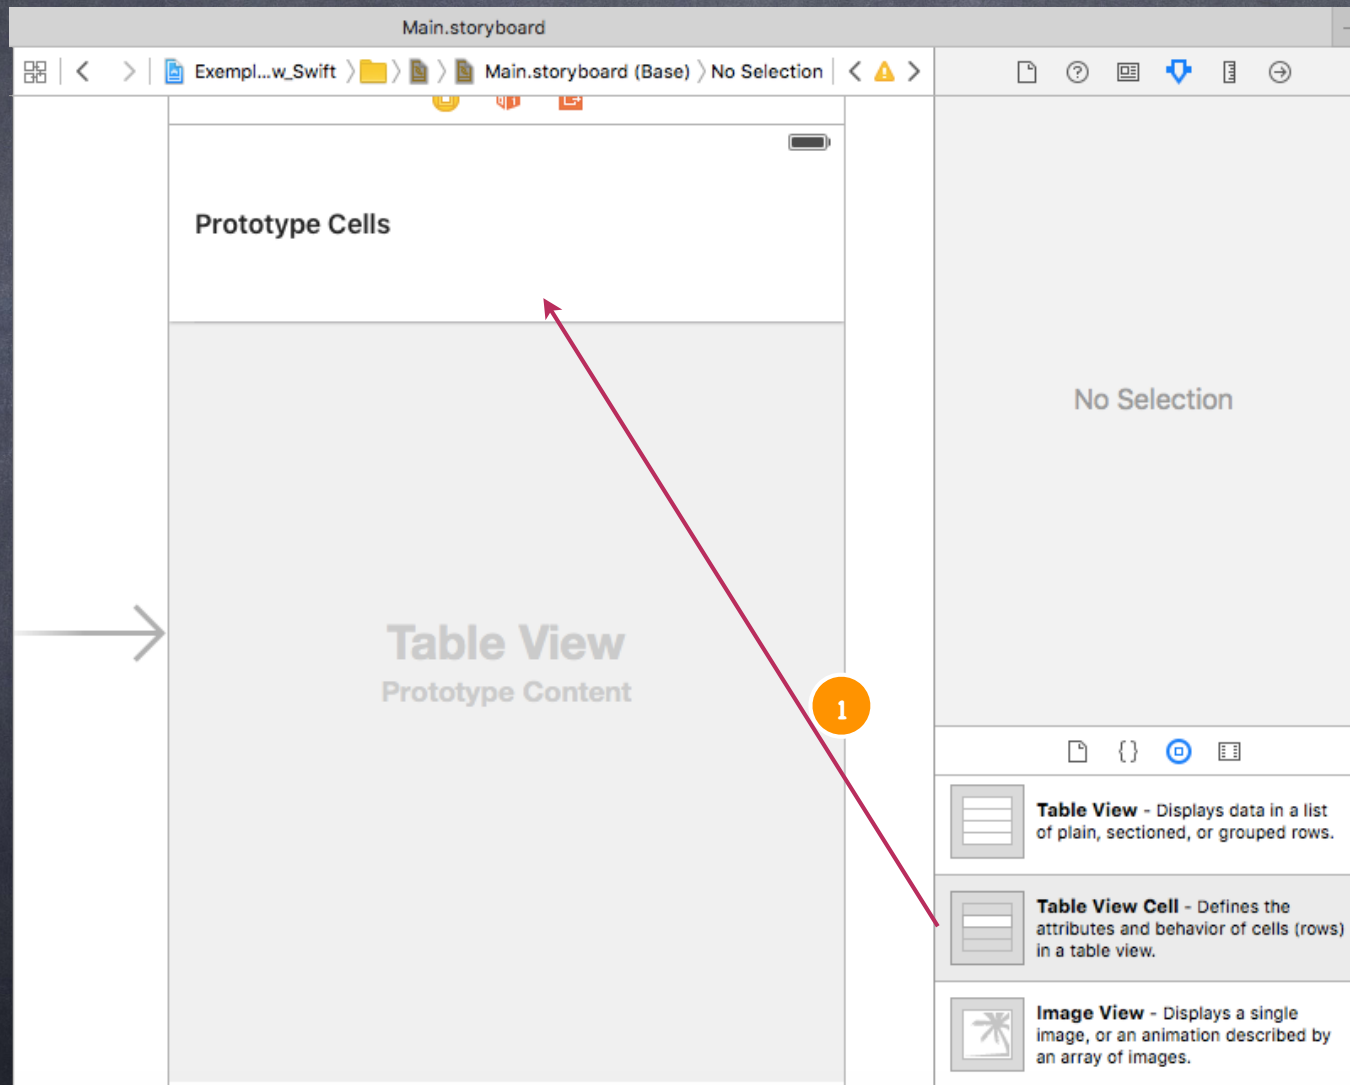 Main.storyboard
Exempl...w_Swift
Main.storyboard (Base)
No Selection
Prototype Cells
No Selection
Table View
Prototype Content
1
Table View - Displays data in a list
of plain, sectioned, or grouped rows.
Table View Cell - Defines the
attributes and behavior of cells (rows)
in a table view.
Image View - Displays a single
image, or an animation described by
an array of images.